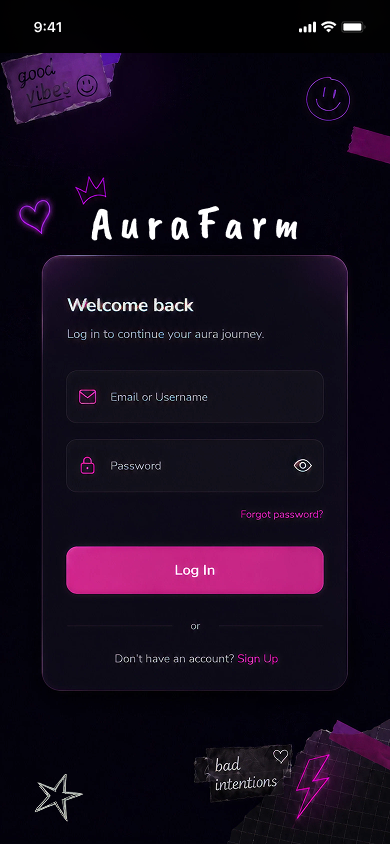 9:41
good
vibes
AuraFarm
Welcome back
Log in to continue your aura journey.
Email or Username
Password
Forgot password?
Log In
or
Don't have an account? Sign Up
bad
intentions